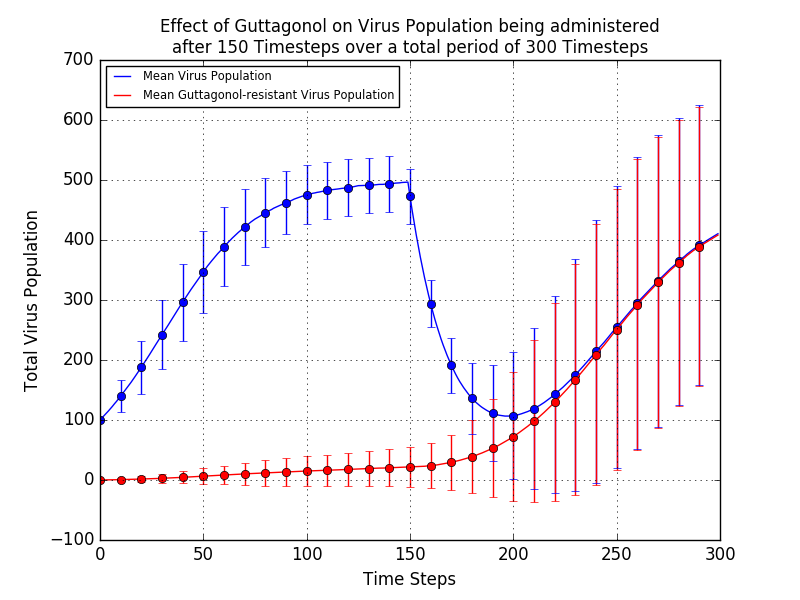 Effect of Guttagonol on Virus Population being administered
after 150 Timesteps over a total period of 300 Timesteps
Mean Virus Population
Mean Guttagonol-resistant Virus Population
Total Virus Population
700
600
500
400
300
200
100
0
−100
0 50 100 150 200 250 300
Time Steps